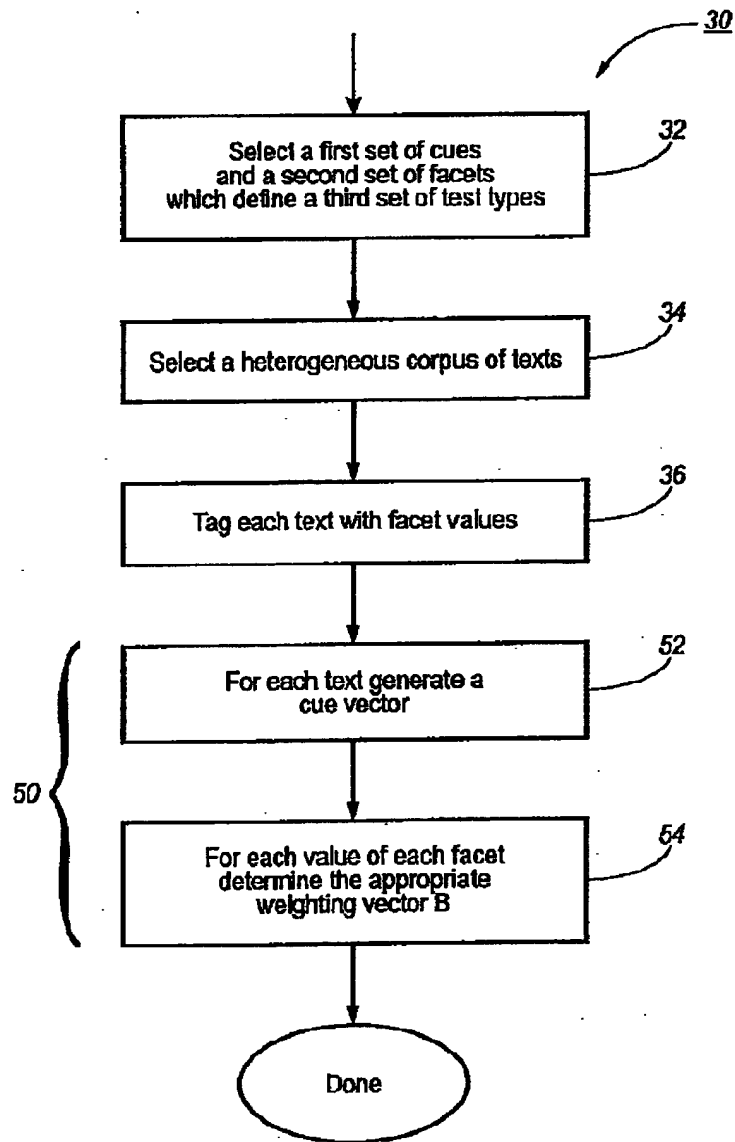 30
32
Select a first set of cues
and a second set of facets
which define a third set of test types
34
Select a heterogeneous corpus of texts
36
Tag each text with facet values
52
For each text generate a
cue vector
50
54
For each value of each facet
determine the appropriate
weighting vector B
Done